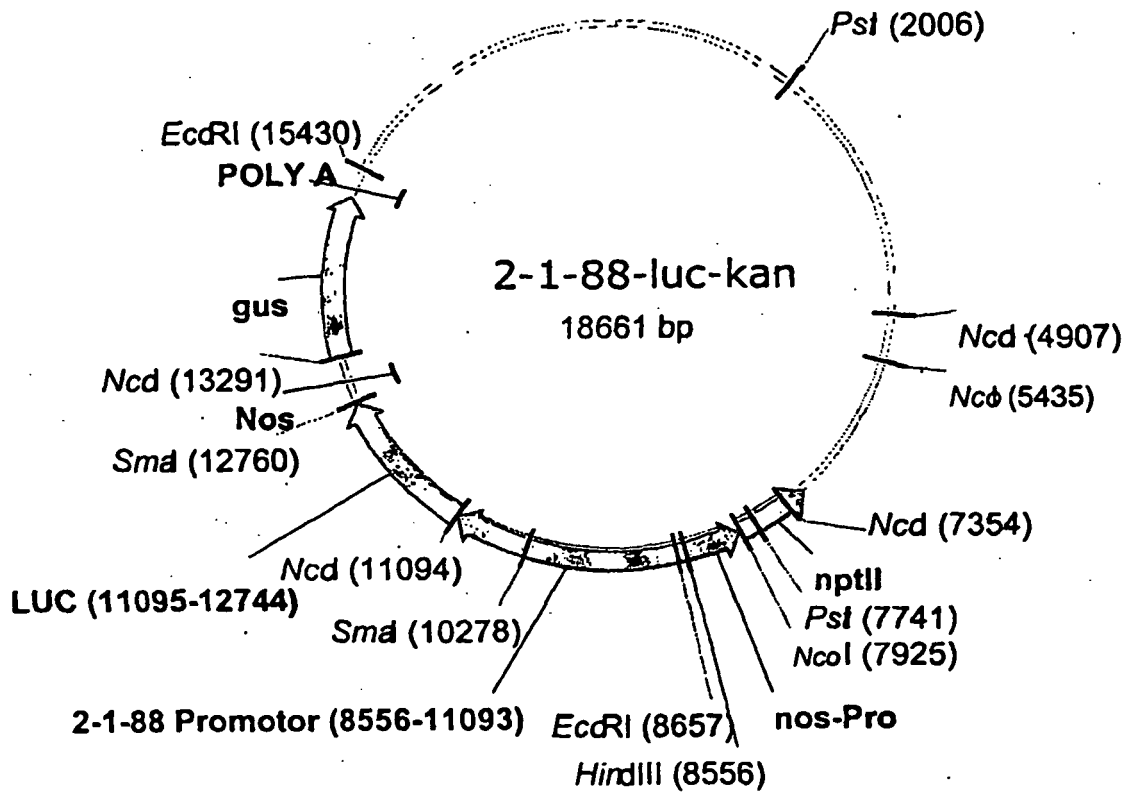 PstI (2006)
EcoRI (15430)
POLY A
2-1-88-luc-kan
18661 bp
gus
NcoI (4907)
NcoI (13291)
NcoI (5435)
Nos
SmaI (12760)
NcoI (7354)
NcoI (11094)
nptII
LUC (11095-12744)
PstI (7741)
SmaI (10278)
NcoI (7925)
2-1-88 Promotor (8556-11093)
EcoRI (8657)
nos-Pro
HindIII (8556)